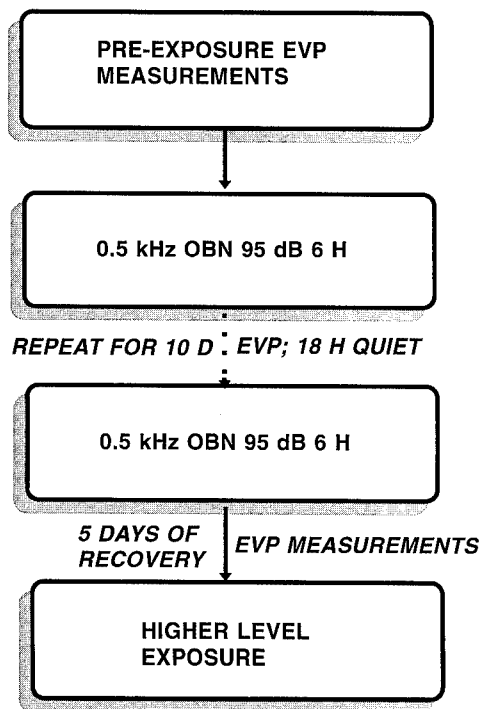 PRE-EXPOSURE EVP
MEASUREMENTS
0.5 kHz OBN 95 dB 6 H
REPEAT FOR 10 D
EVP; 18 H QUIET
0.5 kHz OBN 95 dB 6 H
5 DAYS OF
RECOVERY
EVP MEASUREMENTS
HIGHER LEVEL
EXPOSURE